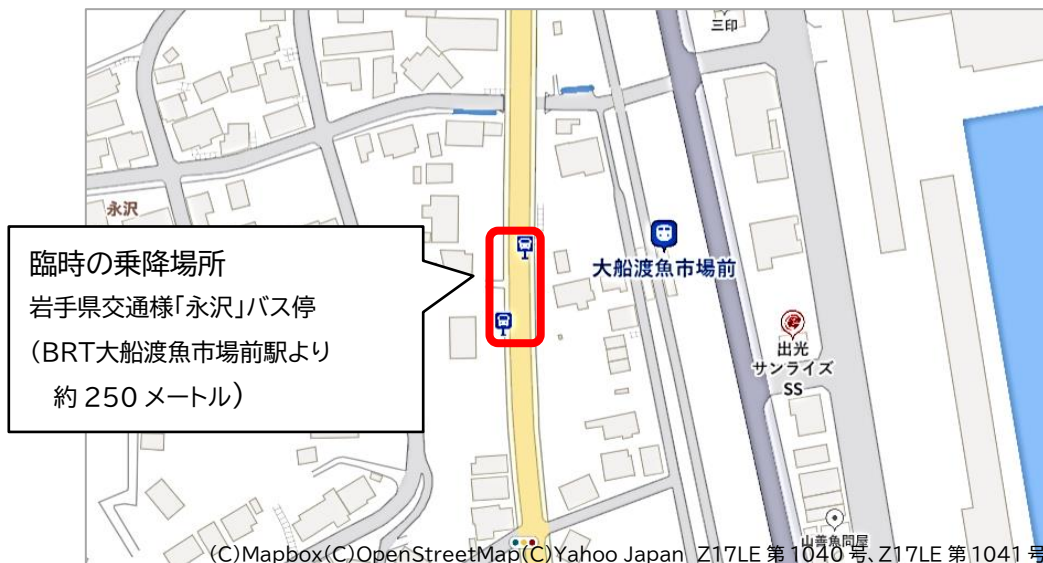 三印
永沢
臨時の乗降場所
岩手県交通様「永沢」バス停
(BRT大船渡魚市場前駅より
約 250 メートル)
大船渡魚市場前
出光
サンライズ
SS
山善魚問屋
(C)Mapbox(C)OpenStreetMap(C)Yahoo Japan Z17LE 第 1040 号、Z17LE 第 1041 号